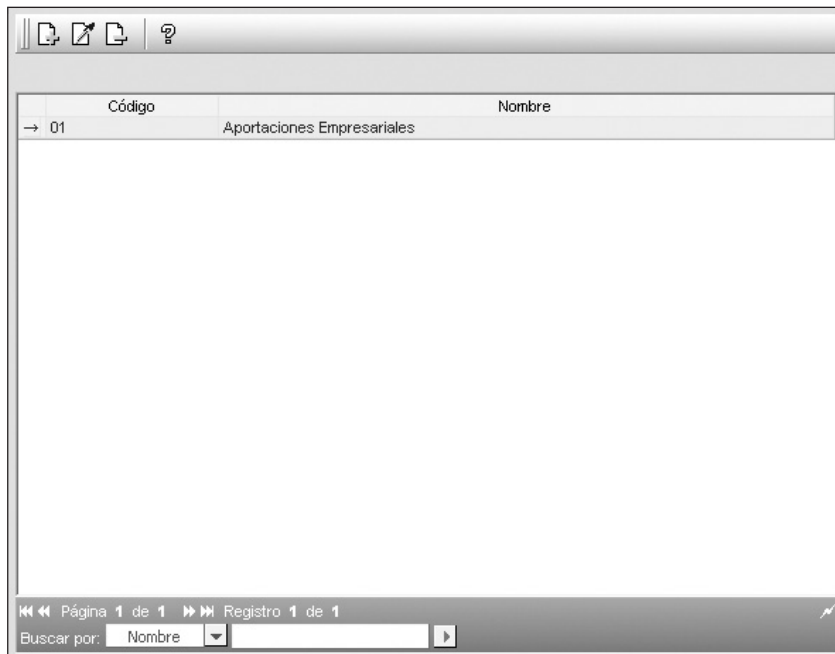 Código Nombre
→ 01 Aportaciones Empresariales
Página 1 de 1 Registro 1 de 1
Buscar por: Nombre